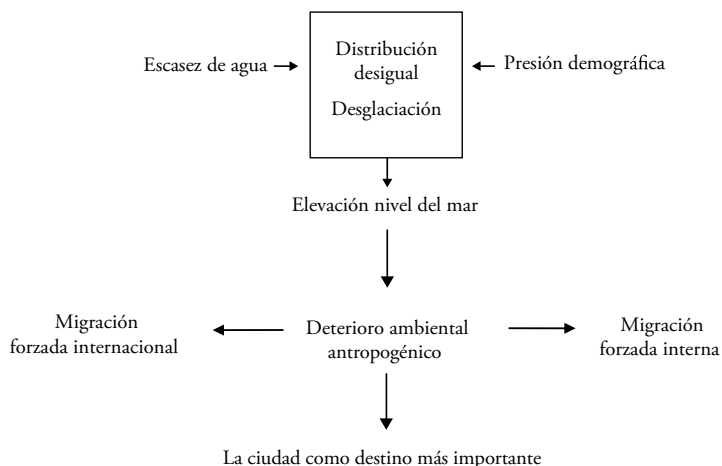 Escasez de agua
Distribución
desigual
Desglaciación
Presión demográfica
Elevación nivel del mar
Migración
forzada internacional
Deterioro ambiental
antropogénico
Migración
forzada interna
La ciudad como destino más importante